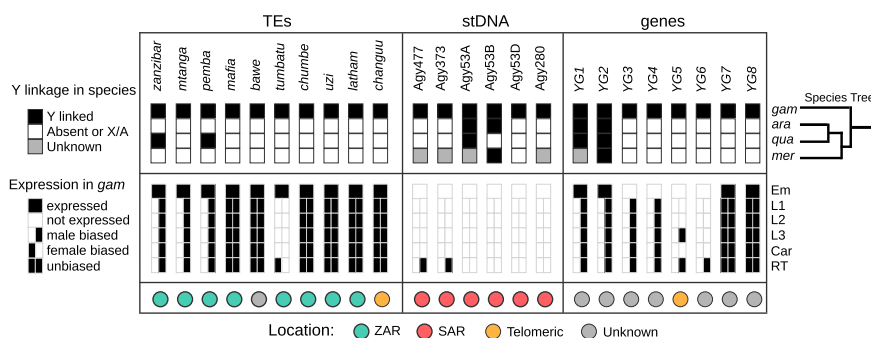 TEs stDNA genes
zanzibar mtanga pemba mafia bawe tumbatu chumbe uzi latham changuu Agy477 Agy373 Agy53A Agy53B Agy53D Agy280 YG1 YG2 YG3 YG4 YG5 YG6 YG7 YG8
Y linkage in species
Y linked
Absent or X/A
Unknown
Species Tree
gam
ara
qua
mer
Expression in gam
expressed
not expressed
male biased
female biased
unbiased
Em
L1
L2
L3
Car
RT
Location: ZAR SAR Telomeric Unknown